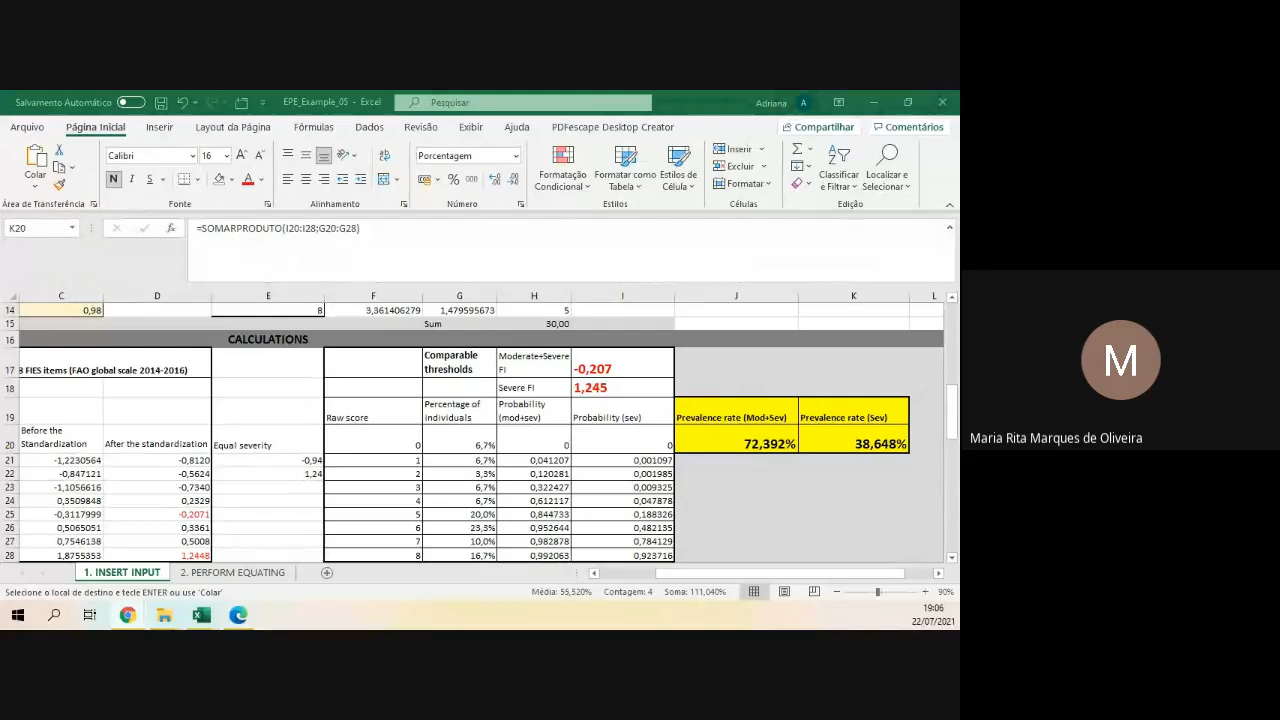 Salvamento Automático EPE_Example_05 - Excel Pesquisar Adriana A
Arquivo Página Inicial Inserir Layout da Página Fórmulas Dados Revisão Exibir Ajuda PDFescape Desktop Creator Compartilhar Comentários
Colar Calibri 16 Porcentagem Formatação Condicional Formatar como Tabela Estilos de Célula Inserir Excluir Formatar Classificar e Filtrar Localizar e Selecionar
N I S % 000
Área de Transferência Fonte Alinhamento Número Estilos Células Edição
K20 fx =SOMARPRODUTO(I20:I28;G20:G28)
C D E F G H I J K L
14 0,98 8 3,361406279 1,479595673 5
15 Sum 30,00
16 CALCULATIONS
17 8 FIES items (FAO global scale 2014-2016) Comparable thresholds Moderate+Severe FI -0,207
18 Severe FI 1,245
19 Raw score Percentage of individuals Probability (mod+sev) Probability (sev) Prevalence rate (Mod+Sev) Prevalence rate (Sev)
20 Before the Standardization After the standardization Equal severity 0 6,7% 0 0 72,392% 38,648%
21 -1,2230564 -0,8120 -0,94 1 6,7% 0,041207 0,001097
22 -0,847121 -0,5624 1,24 2 3,3% 0,120281 0,001985
23 -1,1056616 -0,7340 3 6,7% 0,322427 0,009325
24 0,3509848 0,2329 4 6,7% 0,612117 0,047878
25 -0,3117999 -0,2071 5 20,0% 0,844733 0,188326
26 0,5065051 0,3361 6 23,3% 0,952644 0,482135
27 0,7546138 0,5008 7 10,0% 0,982878 0,784129
28 1,8755353 1,2448 8 16,7% 0,992063 0,923716
1. INSERT INPUT 2. PERFORM EQUATING
Selecione o local de destino e tecle ENTER ou use 'Colar' Média: 55,520% Contagem: 4 Soma: 111,040% 90%
19:06
22/07/2021
M
Maria Rita Marques de Oliveira